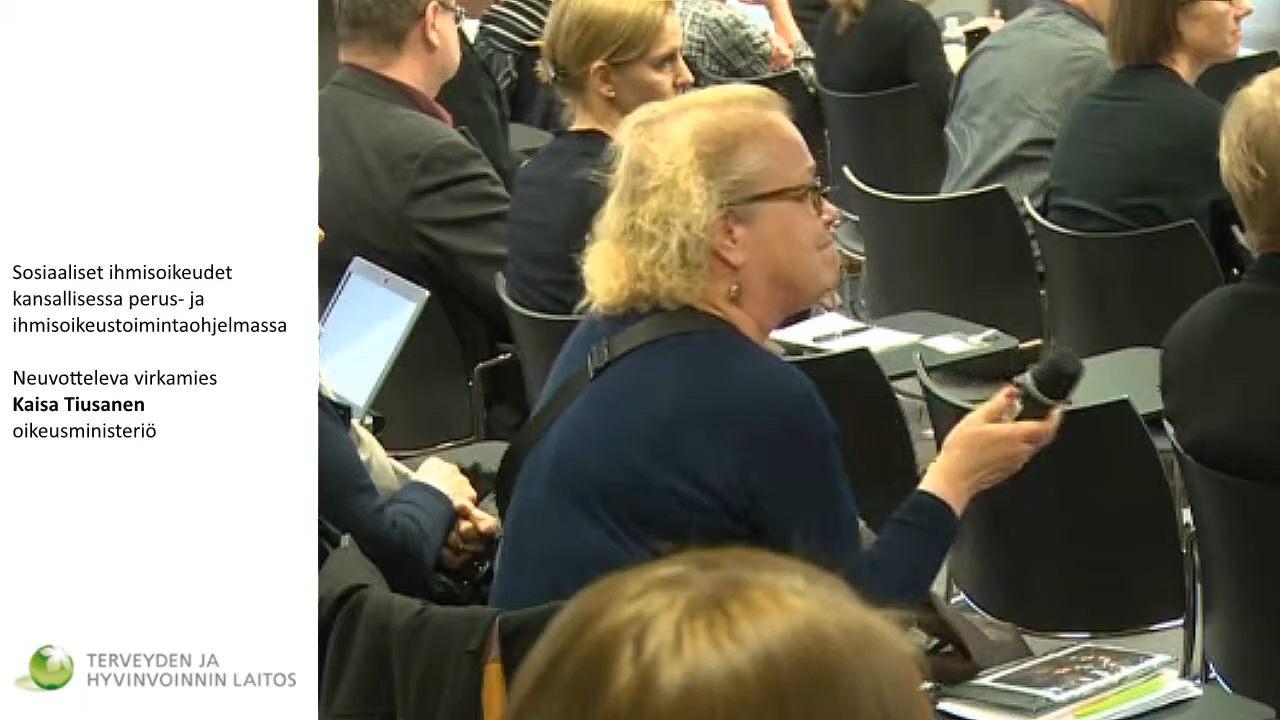 Sosiaaliset ihmisoikeudet
kansallisessa perus- ja
ihmisoikeustoimintaohjelmassa
Neuvotteleva virkamies
Kaisa Tiusanen
oikeusministeriö
TERVEYDEN JA
HYVINVOINNIN LAITOS